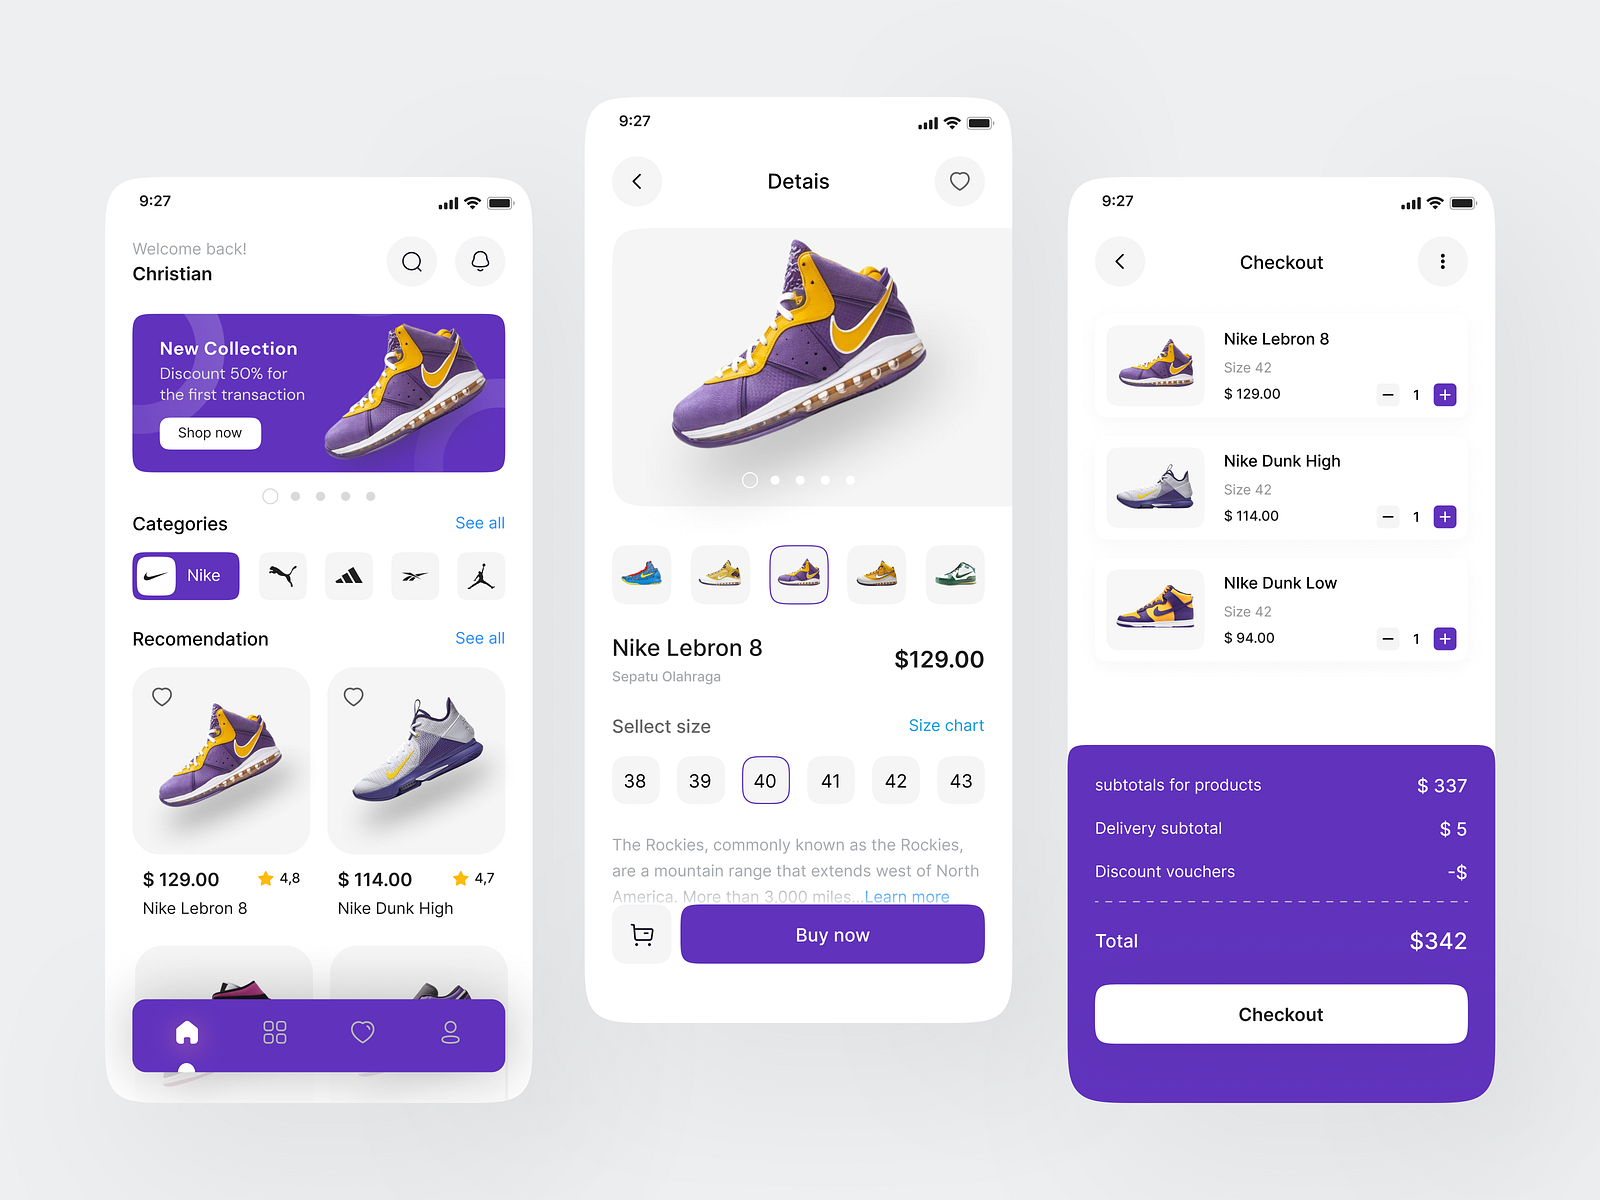 9:27
Welcome back!
Christian
New Collection
Discount 50% for
the first transaction
Shop now
Categories
See all
Nike
Recomendation
See all
$ 129.00
4,8
Nike Lebron 8
$ 114.00
4,7
Nike Dunk High
9:27
Detais
Nike Lebron 8
$129.00
Sepatu Olahraga
Sellect size
Size chart
38 39 40 41 42 43
The Rockies, commonly known as the Rockies,
are a mountain range that extends west of North
America. More than 3,000 miles...Learn more
Buy now
9:27
Checkout
Nike Lebron 8
Size 42
$ 129.00
1
Nike Dunk High
Size 42
$ 114.00
1
NIke Dunk Low
Size 42
$ 94.00
1
subtotals for products
$ 337
Delivery subtotal
$ 5
Discount vouchers
-$
Total
$342
Checkout